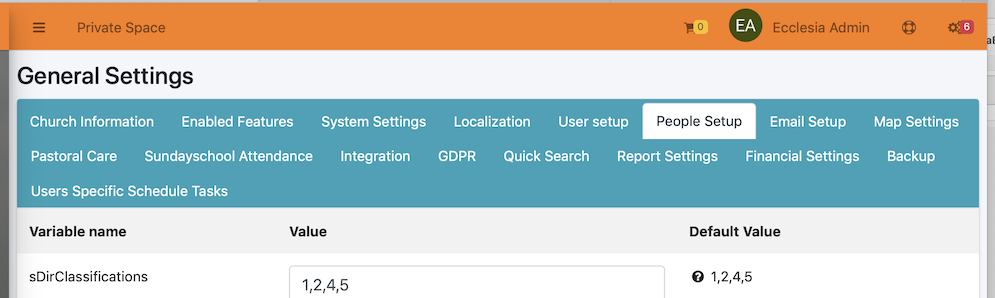 Private Space 0 EA Ecclesia Admin 6
General Settings
Church Information Enabled Features System Settings Localization User setup People Setup Email Setup Map Settings
Pastoral Care Sundayschool Attendance Integration GDPR Quick Search Report Settings Financial Settings Backup
Users Specific Schedule Tasks
Variable name Value Default Value
sDirClassifications 1,2,4,5 1,2,4,5